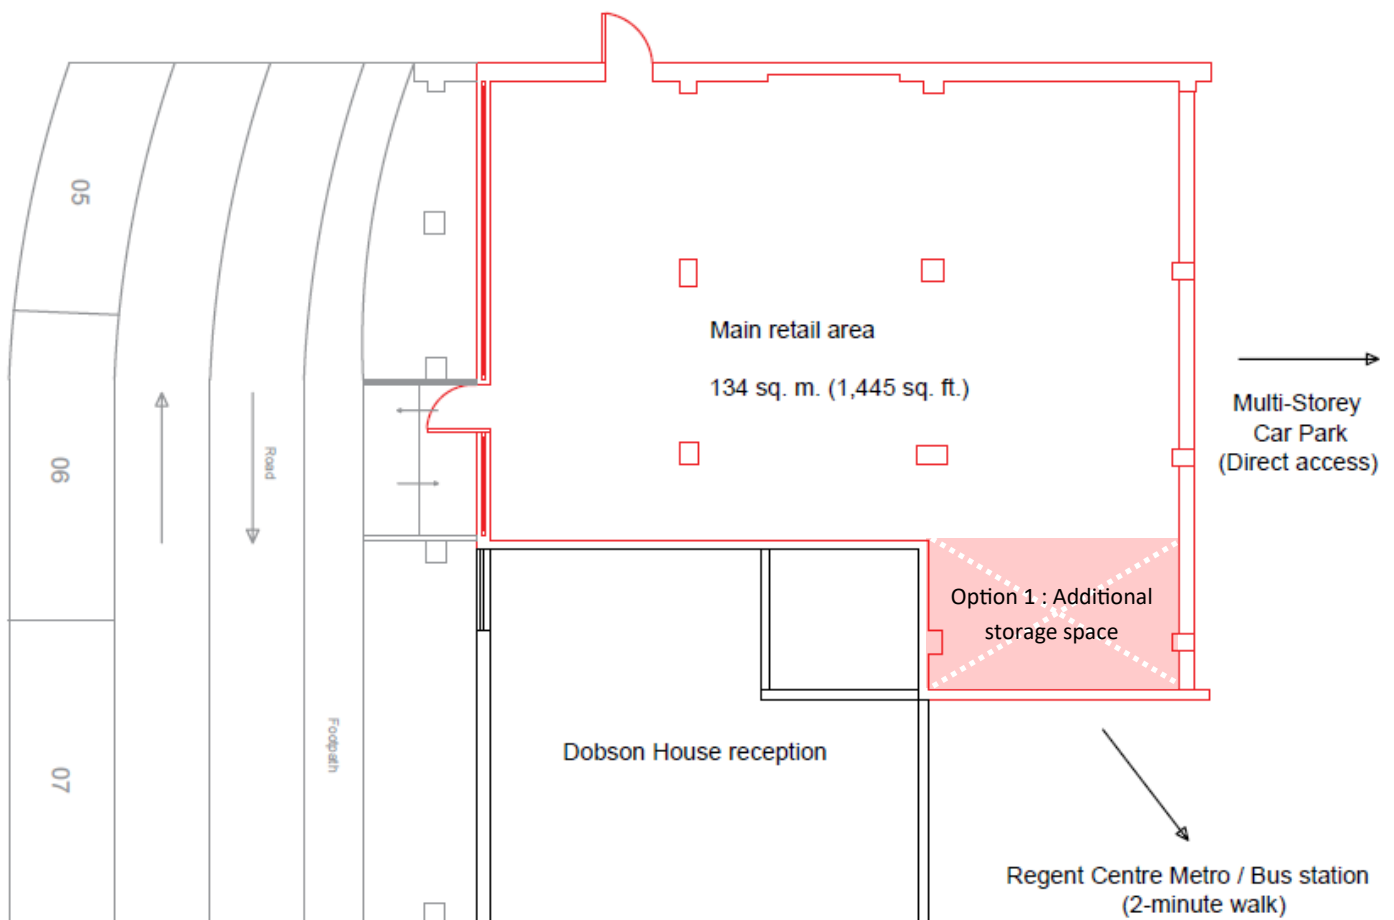 05
06
07
Road
Footpath
Main retail area
134 sq. m. (1,445 sq. ft.)
Multi-Storey
Car Park
(Direct access)
Option 1 : Additional
storage space
Dobson House reception
Regent Centre Metro / Bus station
(2-minute walk)